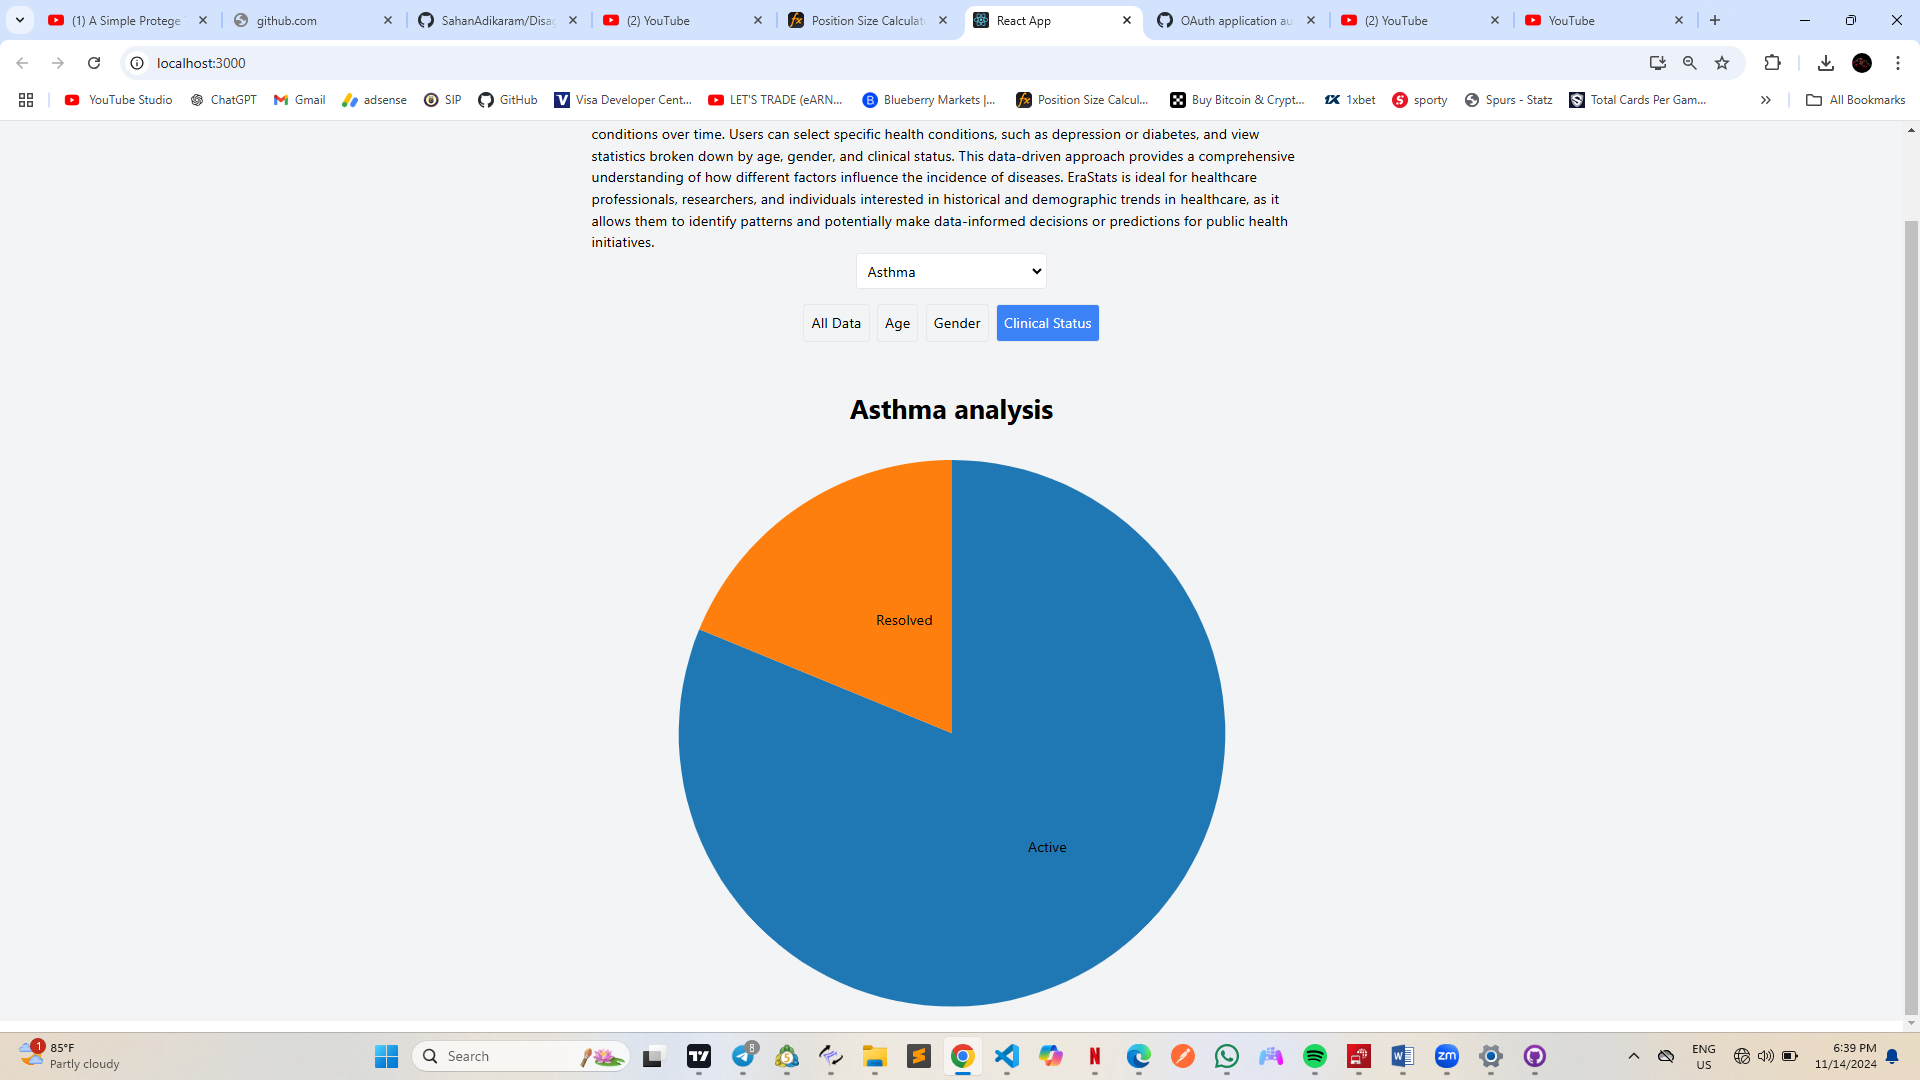 (1) A Simple Protege
github.com
SahanAdikaram/Disa
(2) YouTube
Position Size Calculat
React App
OAuth application au
(2) YouTube
YouTube
localhost:3000
YouTube Studio
ChatGPT
Gmail
adsense
SIP
GitHub
Visa Developer Cent...
LET'S TRADE (eARN...
Blueberry Markets |...
Position Size Calcul...
Buy Bitcoin & Crypt...
1xbet
sporty
Spurs - Statz
Total Cards Per Gam...
All Bookmarks
conditions over time. Users can select specific health conditions, such as depression or diabetes, and view
statistics broken down by age, gender, and clinical status. This data-driven approach provides a comprehensive
understanding of how different factors influence the incidence of diseases. EraStats is ideal for healthcare
professionals, researchers, and individuals interested in historical and demographic trends in healthcare, as it
allows them to identify patterns and potentially make data-informed decisions or predictions for public health
initiatives.
Asthma
All Data
Age
Gender
Clinical Status
Asthma analysis
Resolved
Active
1
85°F
Partly cloudy
Search
8
zm
ENG
US
6:39 PM
11/14/2024